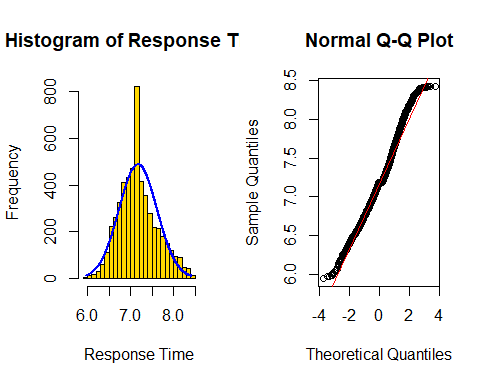 Histogram of Response T
Frequency
0 200 400 600 800
6.0 7.0 8.0
Response Time
Normal Q-Q Plot
Sample Quantiles
6.0 6.5 7.0 7.5 8.0 8.5
-4 -2 0 2 4
Theoretical Quantiles